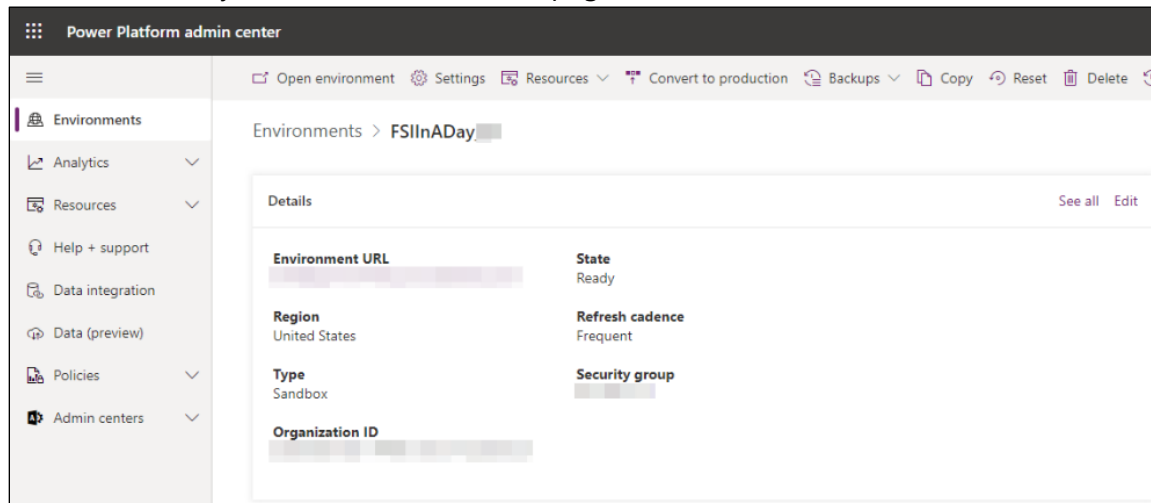 Power Platform admin center
Open environment Settings Resources Convert to production Backups Copy Reset Delete
Environments
Analytics
Resources
Help + support
Data integration
Data (preview)
Policies
Admin centers
Environments > FSIInADay
Details See all Edit
Environment URL
State
Ready
Region
United States
Refresh cadence
Frequent
Type
Sandbox
Security group
Organization ID